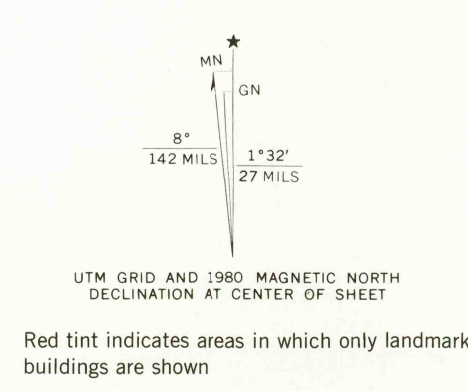 ★
MN
GN
8°
142 MILS
1°32′
27 MILS
UTM GRID AND 1980 MAGNETIC NORTH
DECLINATION AT CENTER OF SHEET
Red tint indicates areas in which only landmark
buildings are shown